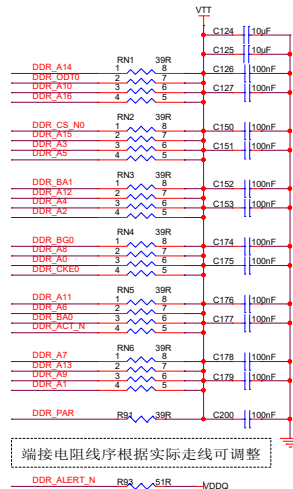 VTT
C124 10μF
C125 10μF
RN1 39R
DDR_A14 1 8 C126 100nF
DDR_ODT0 2 7
DDR_A10 3 6 C127 100nF
DDR_A16 4 5
RN2 39R
DDR_CS_N0 1 8 C150 100nF
DDR_A15 2 7
DDR_A3 3 6 C151 100nF
DDR_A5 4 5
RN3 39R
DDR_BA1 1 8 C152 100nF
DDR_A12 2 7
DDR_A4 3 6 C153 100nF
DDR_A2 4 5
RN4 39R
DDR_BG0 1 8 C174 100nF
DDR_A8 2 7
DDR_A0 3 6 C175 100nF
DDR_CKE0 4 5
RN5 39R
DDR_A11 1 8 C176 100nF
DDR_A6 2 7
DDR_BA0 3 6 C177 100nF
DDR_ACT_N 4 5
RN6 39R
DDR_A7 1 8 C178 100nF
DDR_A13 2 7
DDR_A9 3 6 C179 100nF
DDR_A1 4 5
DDR_PAR R91 39R C200 100nF
端接电阻线序根据实际走线可调整
DDR_ALERT_N R93 51R VDDQ